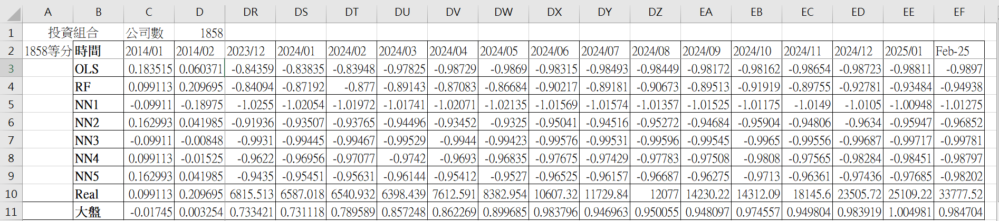 A B C D DR DS DT DU DV DW DX DY DZ EA EB EC ED EE EF
1 投資組合 公司數 1858
2 1858等分 時間 2014/01 2014/02 2023/12 2024/01 2024/02 2024/03 2024/04 2024/05 2024/06 2024/07 2024/08 2024/09 2024/10 2024/11 2024/12 2025/01 Feb-25
3 OLS 0.183515 0.060371 -0.84359 -0.83835 -0.83948 -0.97825 -0.98729 -0.9869 -0.98315 -0.98493 -0.98449 -0.98172 -0.98162 -0.98654 -0.98723 -0.98811 -0.9897
4 RF 0.099113 0.209695 -0.84094 -0.87192 -0.877 -0.89143 -0.87083 -0.86684 -0.90217 -0.89181 -0.90673 -0.89513 -0.91919 -0.89755 -0.92781 -0.93484 -0.94938
5 NN1 -0.09911 -0.18975 -1.0255 -1.02054 -1.01972 -1.01741 -1.02071 -1.02135 -1.01569 -1.01574 -1.01357 -1.01525 -1.01175 -1.0149 -1.0105 -1.00948 -1.01275
6 NN2 0.162993 0.041985 -0.91936 -0.93507 -0.93765 -0.94496 -0.93452 -0.9325 -0.95041 -0.94516 -0.95272 -0.94684 -0.95904 -0.94806 -0.9634 -0.95947 -0.96852
7 NN3 -0.09911 -0.00848 -0.9931 -0.99445 -0.99467 -0.99529 -0.9944 -0.99423 -0.99576 -0.99531 -0.99596 -0.99545 -0.9965 -0.99556 -0.99687 -0.99717 -0.99781
8 NN4 0.099113 -0.01525 -0.9622 -0.96956 -0.97077 -0.9742 -0.9693 -0.96835 -0.97675 -0.97429 -0.97783 -0.97508 -0.9808 -0.97565 -0.98284 -0.98451 -0.98797
9 NN5 0.162993 0.041985 -0.9435 -0.95451 -0.95631 -0.96144 -0.95412 -0.9527 -0.96525 -0.96157 -0.96687 -0.96275 -0.9713 -0.96361 -0.97436 -0.97685 -0.98202
10 Real 0.099113 0.209695 6815.513 6587.018 6540.932 6398.439 7612.591 8382.954 10607.32 11729.84 12077 14230.22 14312.09 18145.6 23505.72 25109.22 33777.52
11 大盤 -0.01745 0.003254 0.733421 0.731118 0.789589 0.857248 0.862269 0.899685 0.983796 0.946963 0.950055 0.948097 0.974557 0.949804 0.983919 1.004981 0.984704